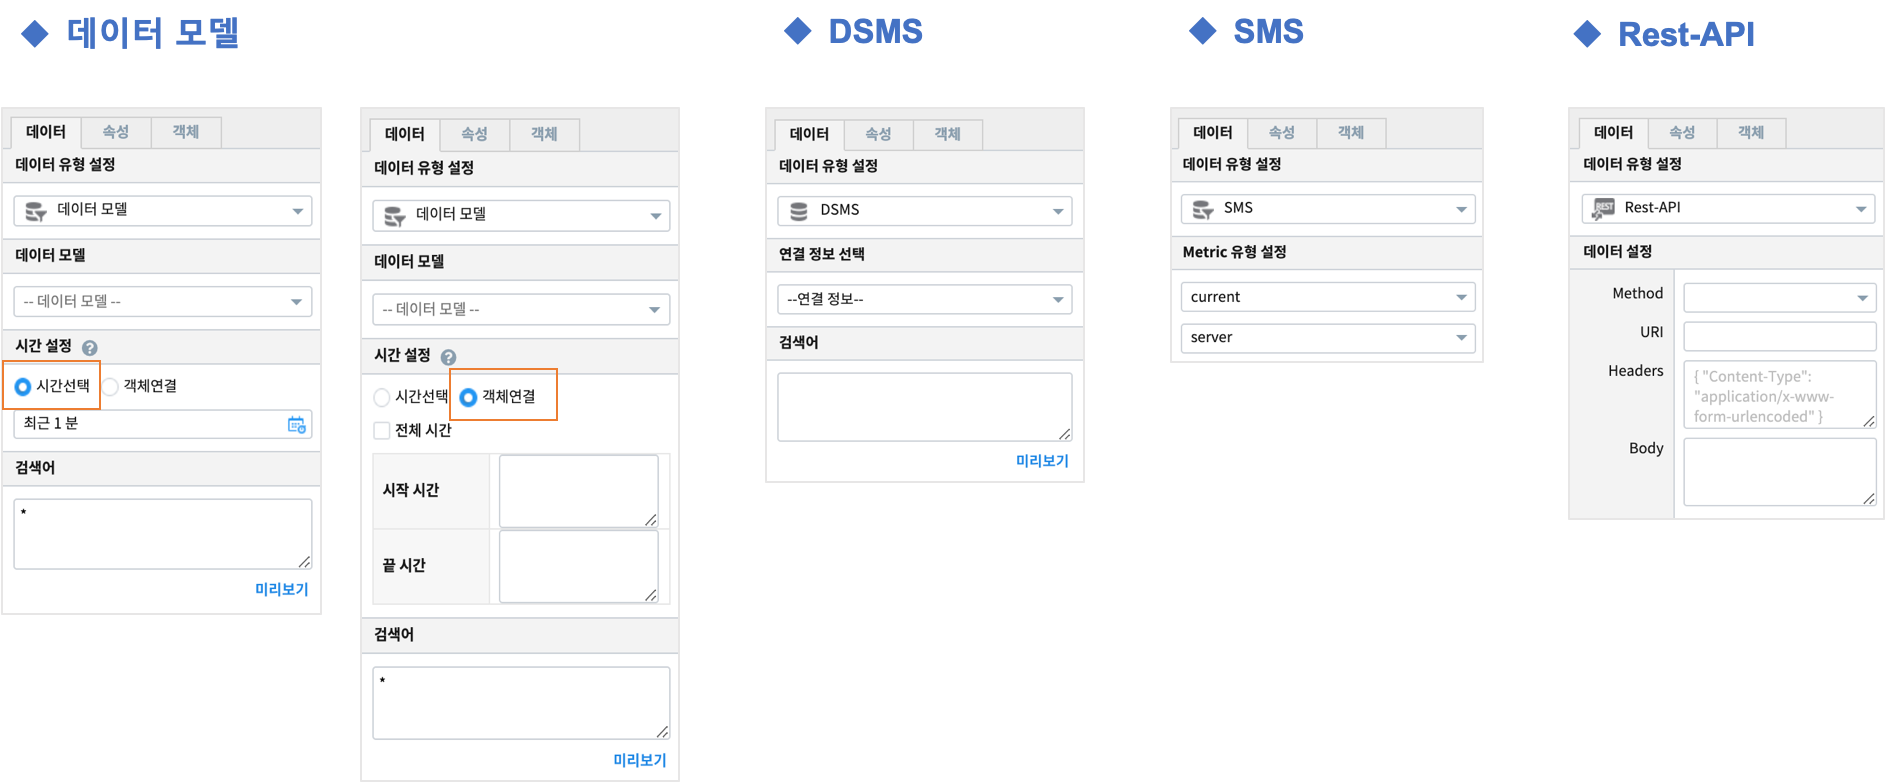 데이터 모델
데이터 속성 객체
데이터 유형 설정
데이터 모델
데이터 모델
-- 데이터 모델 --
시간 설정 ?
시간선택 객체연결
최근 1 분
검색어
*
미리보기
데이터 속성 객체
데이터 유형 설정
데이터 모델
데이터 모델
-- 데이터 모델 --
시간 설정 ?
시간선택 객체연결
전체 시간
시작 시간
끝 시간
검색어
*
미리보기
DSMS
데이터 속성 객체
데이터 유형 설정
DSMS
연결 정보 선택
--연결 정보--
검색어
미리보기
SMS
데이터 속성 객체
데이터 유형 설정
SMS
Metric 유형 설정
current
server
Rest-API
데이터 속성 객체
데이터 유형 설정
REST Rest-API
데이터 설정
Method
URI
Headers
{ "Content-Type":
"application/x-www-
form-urlencoded" }
Body